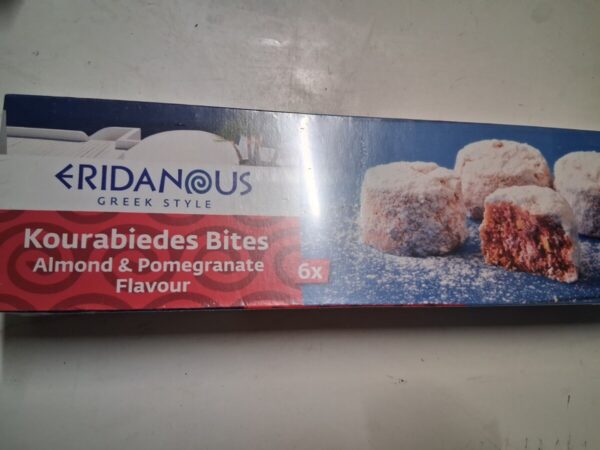 ERIDANOUS
GREEK STYLE
Kourabiedes Bites
Almond & Pomegranate
Flavour
6x